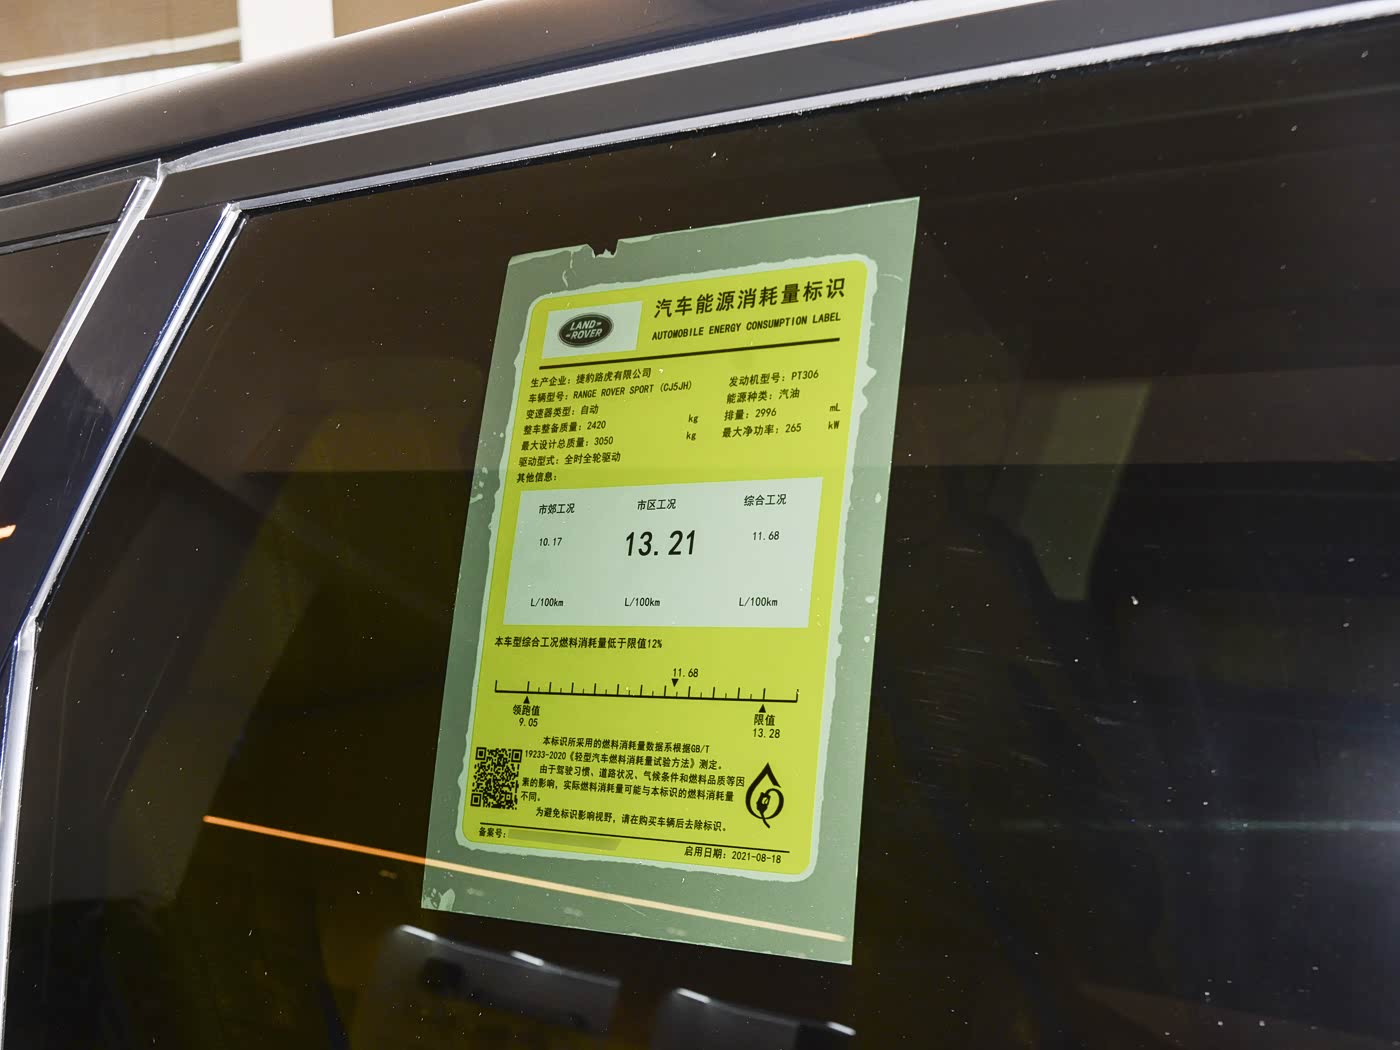 LAND-
-ROVER
汽车能源消耗量标识
AUTOMOBILE ENERGY CONSUMPTION LABEL
生产企业：捷豹路虎有限公司
车辆型号：RANGE ROVER SPORT (CJ5JH)
变速器类型：自动
整车整备质量：2420 kg
最大设计总质量：3050 kg
驱动型式：全时全轮驱动
其他信息：
发动机型号：PT306
能源种类：汽油
排量：2996 mL
最大净功率：265 kW
市郊工况 市区工况 综合工况
10.17 13.21 11.68
L/100km L/100km L/100km
本车型综合工况燃料消耗量低于限值12%
11.68
领跑值 限值
9.05 13.28
本标识所采用的燃料消耗量数据系根据GB/T
19233-2020《轻型汽车燃料消耗量试验方法》测定。
由于驾驶习惯、道路状况、气候条件和燃料品质等因
素的影响，实际燃料消耗量可能与本标识的燃料消耗量
不同。
为避免标识影响视野，请在购买车辆后去除标识。
备案号：
启用日期：2021-08-18